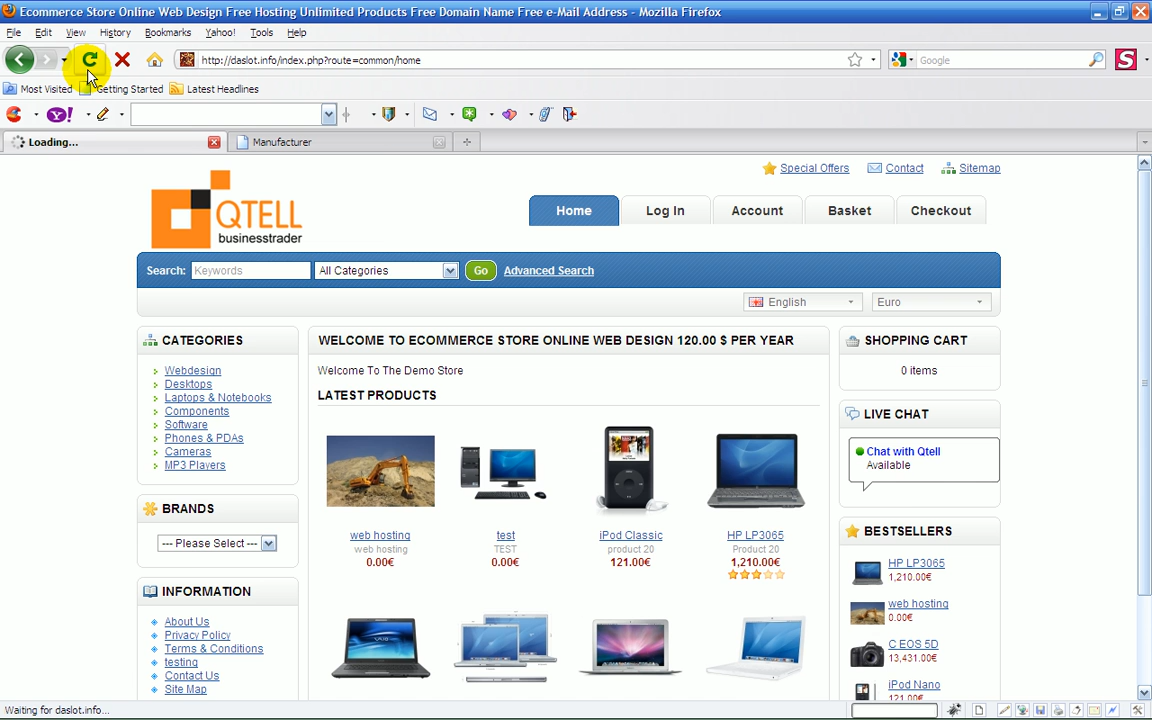 Ecommerce Store Online Web Design Free Hosting Unlimited Products Free Domain Name Free e-Mail Address - Mozilla Firefox
File Edit View History Bookmarks Yahoo! Tools Help
http://daslot.info/index.php?route=common/home
Google
S
Most Visited Getting Started Latest Headlines
Y!
Loading... Manufacturer
Special Offers Contact Sitemap
QTELL
businesstrader
Home Log In Account Basket Checkout
Search: Keywords All Categories Go Advanced Search
English Euro
CATEGORIES
Webdesign
Desktops
Laptops & Notebooks
Components
Software
Phones & PDAs
Cameras
MP3 Players
BRANDS
--- Please Select ---
INFORMATION
About Us
Privacy Policy
Terms & Conditions
testing
Contact Us
Site Map
WELCOME TO ECOMMERCE STORE ONLINE WEB DESIGN 120.00 $ PER YEAR
Welcome To The Demo Store
LATEST PRODUCTS
web hosting test iPod Classic HP LP3065
web hosting TEST product 20 Product 20
0.00€ 0.00€ 121.00€ 1,210.00€
SHOPPING CART
0 items
LIVE CHAT
Chat with Qtell
Available
BESTSELLERS
HP LP3065
1,210.00€
web hosting
0.00€
C EOS 5D
13,431.00€
iPod Nano
121.00€
Waiting for daslot.info...